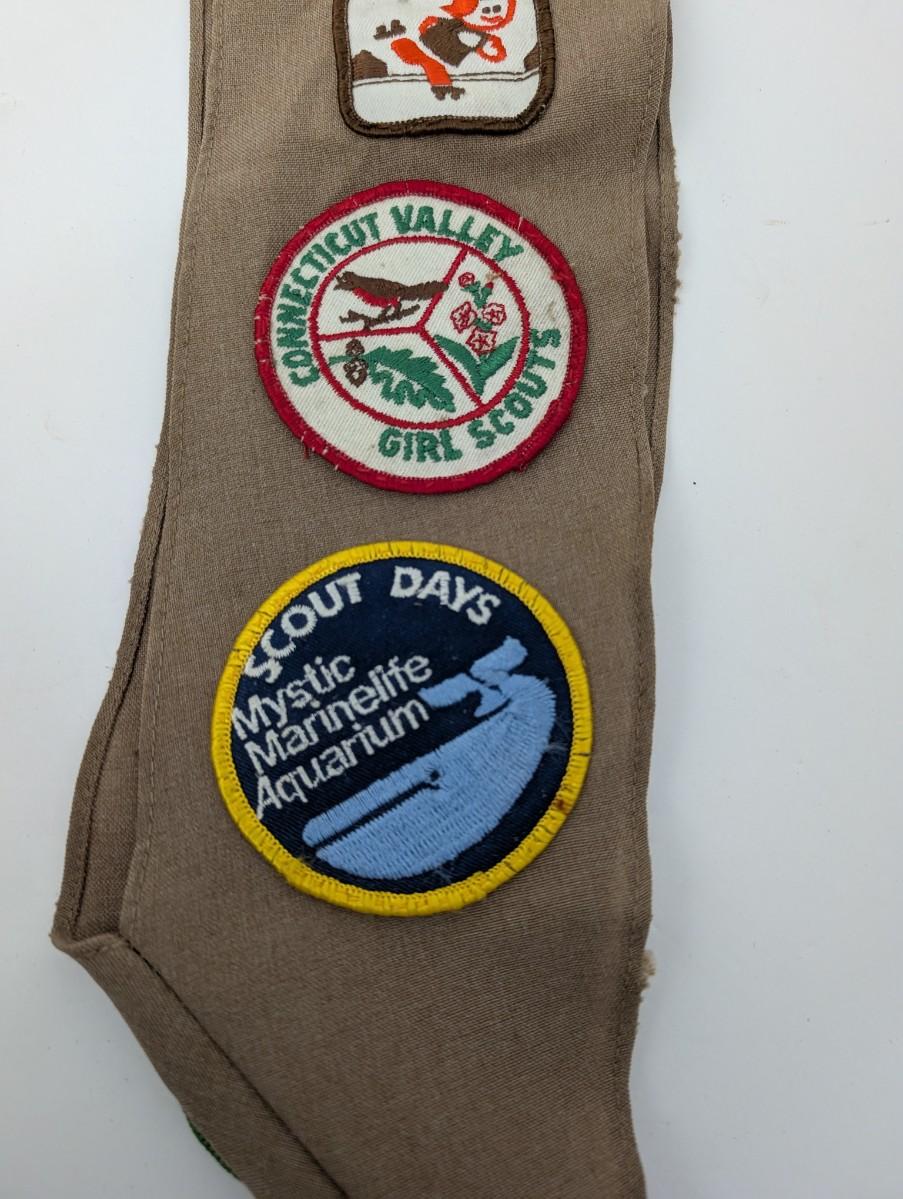 CONNECTICUT VALLEY
GIRL SCOUTS
SCOUT DAYS
Mystic
Marinelife
Aquarium